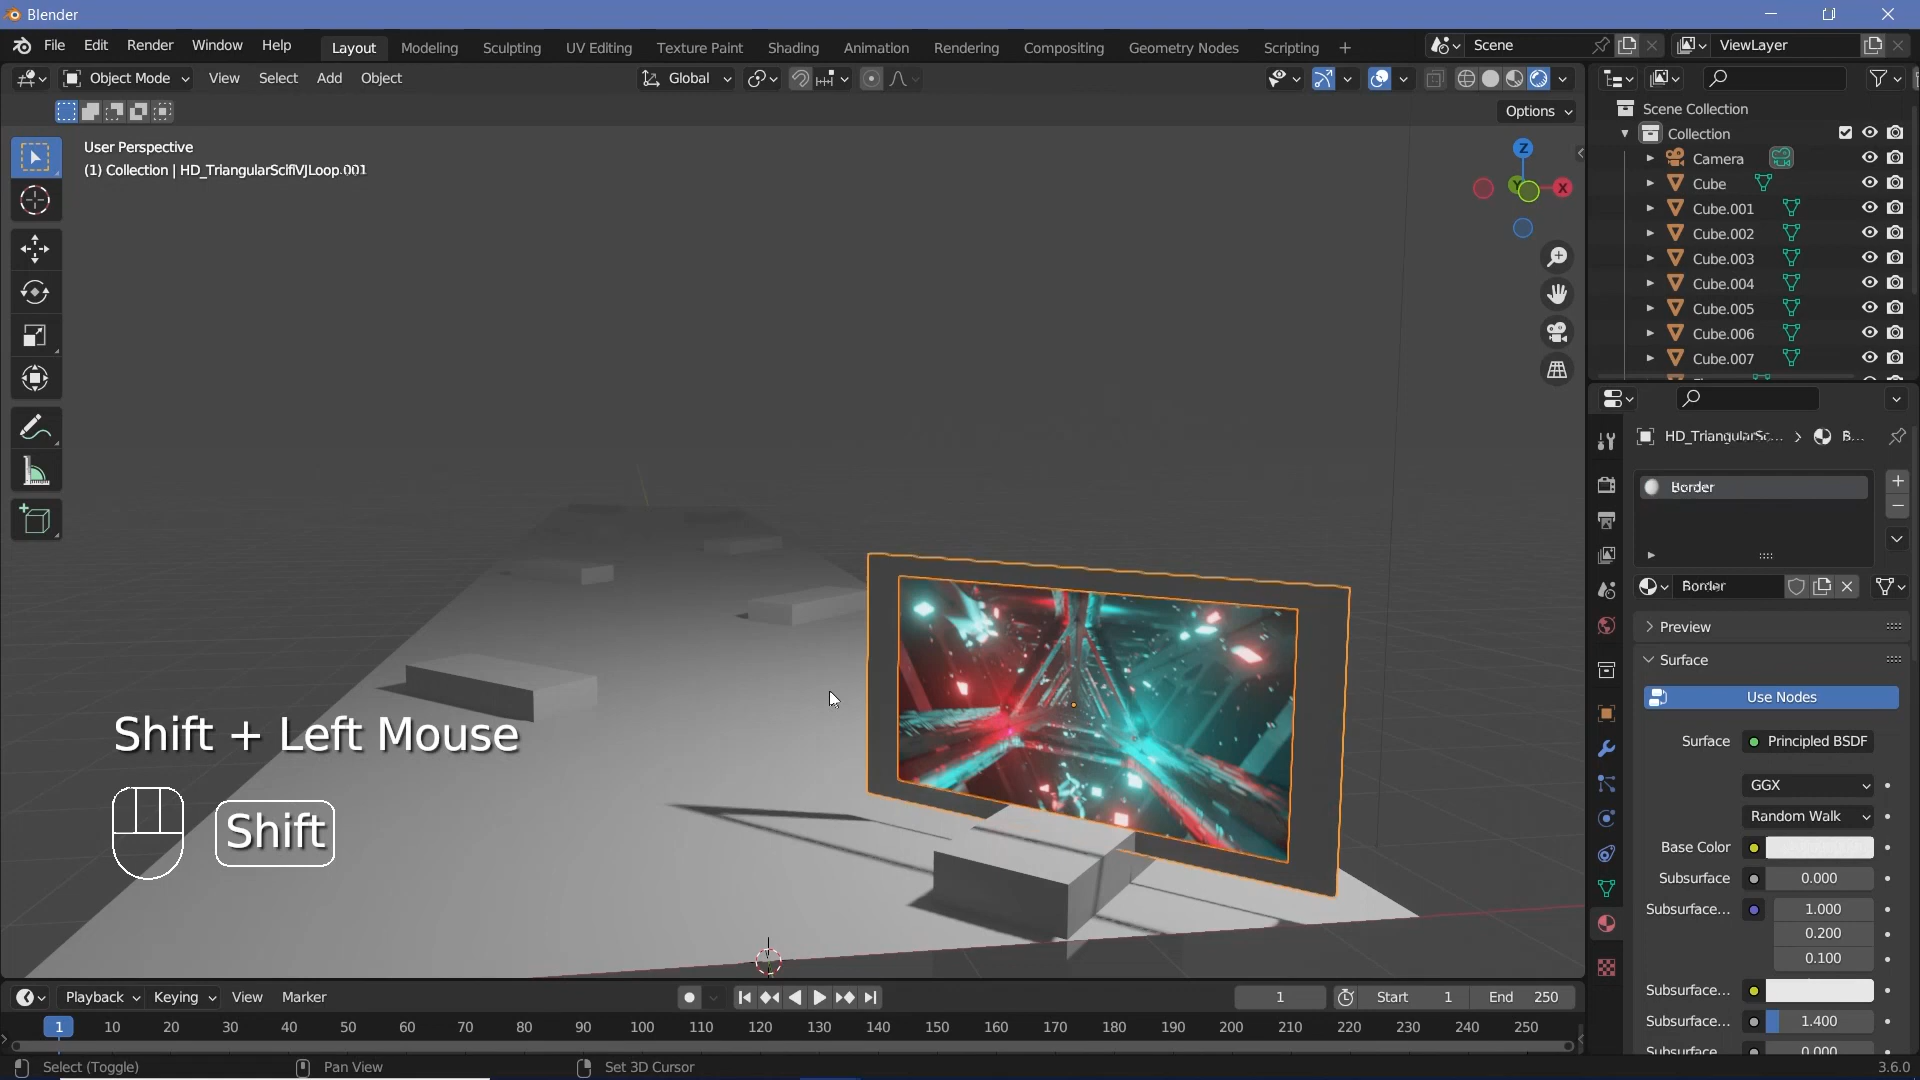 Blender
File Edit Render Window Help
Layout Modeling Sculpting UV Editing Texture Paint Shading Animation Rendering Compositing Geometry Nodes Scripting +
Scene
ViewLayer
Object Mode View Select Add Object
Global
Options
User Perspective
(1) Collection | HD_TriangularScifiVJLoop.001
Z
X
Y
Scene Collection
Collection
Camera
Cube
Cube.001
Cube.002
Cube.003
Cube.004
Cube.005
Cube.006
Cube.007
HD_TriangularSc... > B...
Border
Border
Preview
Surface
Use Nodes
Surface Principled BSDF
GGX
Random Walk
Base Color
Subsurface 0.000
Subsurface... 1.000
0.200
0.100
Subsurface...
Subsurface... 1.400
Subsurface... 0.000
Shift + Left Mouse
Shift
Playback Keying View Marker
1
Start 1 End 250
1 10 20 30 40 50 60 70 80 90 100 110 120 130 140 150 160 170 180 190 200 210 220 230 240 250
Select (Toggle) Pan View Set 3D Cursor
3.6.0